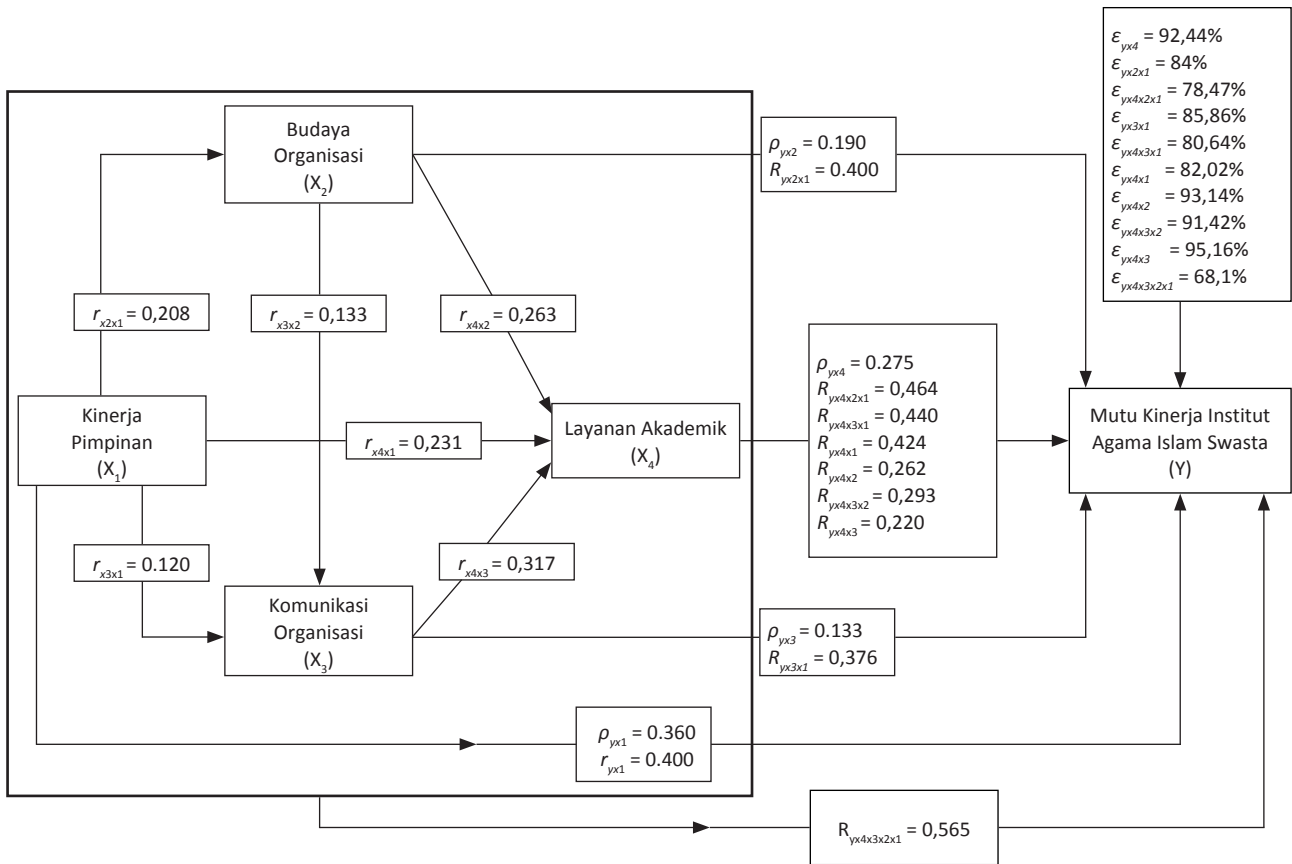 ε_yx4 = 92,44%
ε_yx2x1 = 84%
ε_yx4x2x1 = 78,47%
ε_yx3x1 = 85,86%
ε_yx4x3x1 = 80,64%
ε_yx4x1 = 82,02%
ε_yx4x2 = 93,14%
ε_yx4x3x2 = 91,42%
ε_yx4x3 = 95,16%
ε_yx4x3x2x1 = 68,1%
Budaya
Organisasi
(X₂)
ρ_yx2 = 0.190
R_yx2x1 = 0.400
r_x2x1 = 0,208
r_x3x2 = 0,133
r_x4x2 = 0,263
Kinerja
Pimpinan
(X₁)
r_x4x1 = 0,231
Layanan Akademik
(X₄)
ρ_yx4 = 0.275
R_yx4x2x1 = 0,464
R_yx4x3x1 = 0,440
R_yx4x1 = 0,424
R_yx4x2 = 0,262
R_yx4x3x2 = 0,293
R_yx4x3 = 0,220
Mutu Kinerja Institut
Agama Islam Swasta
(Y)
r_x3x1 = 0.120
r_x4x3 = 0,317
Komunikasi
Organisasi
(X₃)
ρ_yx3 = 0.133
R_yx3x1 = 0,376
ρ_yx1 = 0.360
r_yx1 = 0.400
R_yx4x3x2x1 = 0,565